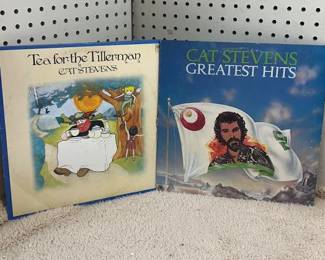 Tea for the Tillerman
CAT STEVENS
CAT STEVENS
GREATEST HITS